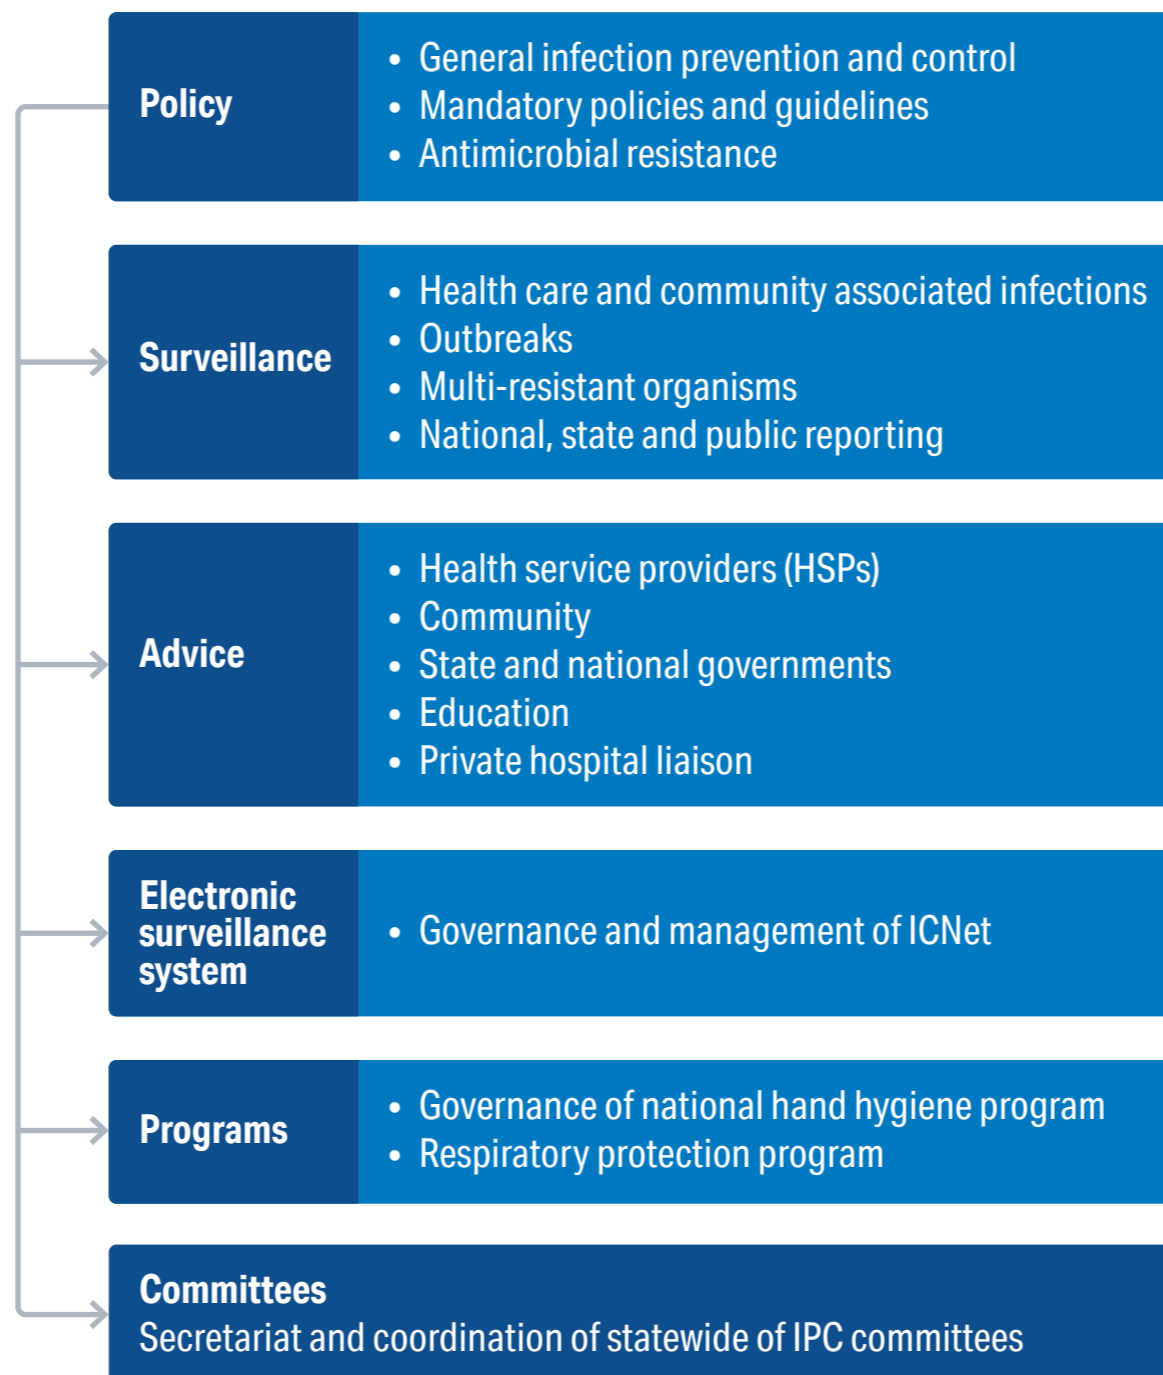 Policy
• General infection prevention and control
• Mandatory policies and guidelines
• Antimicrobial resistance
Surveillance
• Health care and community associated infections
• Outbreaks
• Multi-resistant organisms
• National, state and public reporting
Advice
• Health service providers (HSPs)
• Community
• State and national governments
• Education
• Private hospital liaison
Electronic
surveillance
system
• Governance and management of ICNet
Programs
• Governance of national hand hygiene program
• Respiratory protection program
Committees
Secretariat and coordination of statewide of IPC committees